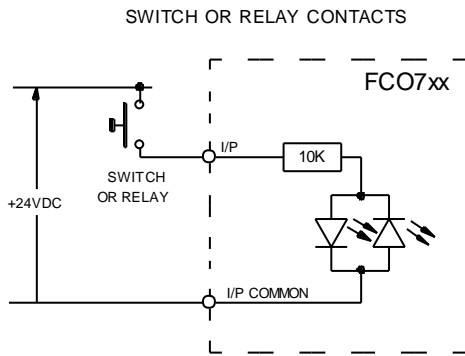 SWITCH OR RELAY CONTACTS
FCO7xx
I/P
10K
SWITCH
OR RELAY
+24VDC
I/P COMMON